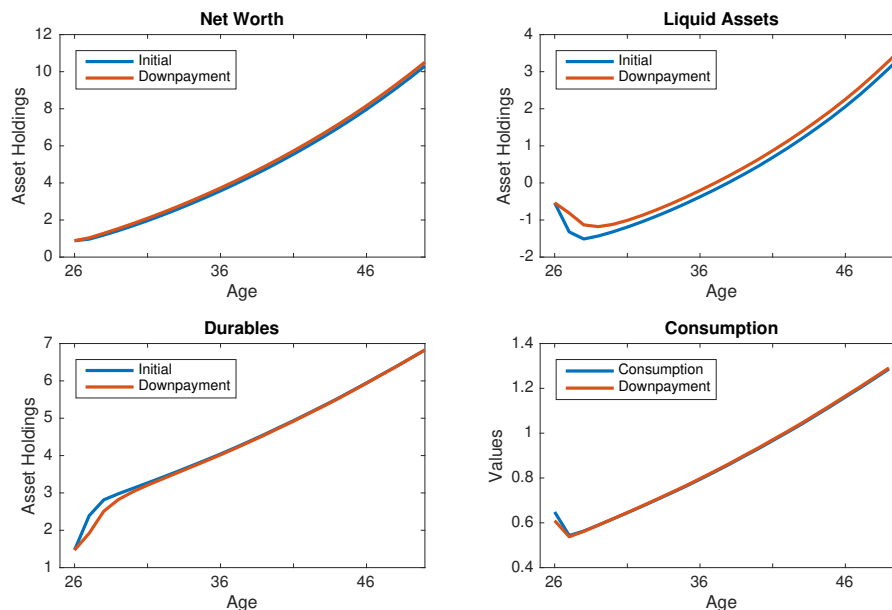 Net Worth
12
10
8
6
4
2
0
Asset Holdings
Initial
Downpayment
26
36
46
Age
Liquid Assets
4
3
2
1
0
-1
-2
Asset Holdings
Initial
Downpayment
26
36
46
Age
Durables
7
6
5
4
3
2
1
Asset Holdings
Initial
Downpayment
26
36
46
Age
Consumption
1.4
1.2
1
0.8
0.6
0.4
Values
Consumption
Downpayment
26
36
46
Age